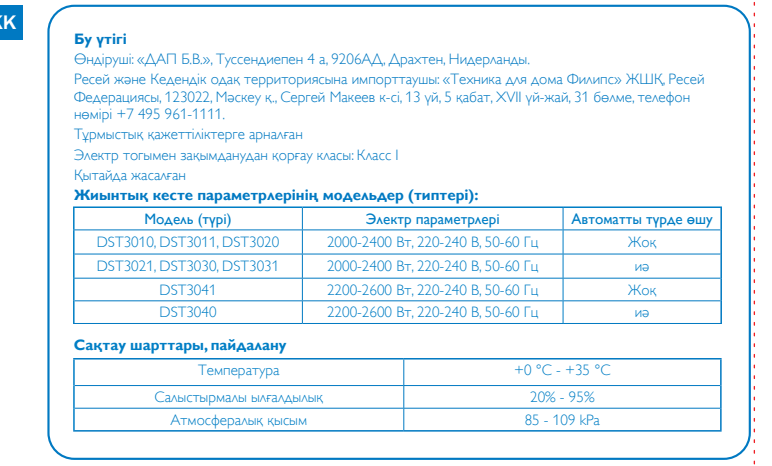 КК
Бу үтігі
Өндіруші: «ДАП Б.В.», Туссендиепен 4 а, 9206АД, Драхтен, Нидерланды.
Ресей және Кедендік одақ территориясына импорттаушы: «Техника для дома Филипс» ЖШҚ, Ресей
Федерациясы, 123022, Мәскеу қ., Сергей Макеев к-сі, 13 үй, 5 қабат, XVII үй-жай, 31 бөлме, телефон
нөмірі +7 495 961-1111.
Тұрмыстық қажеттіліктерге арналған
Электр тогымен зақымданудан қорғау класы: Класс I
Қытайда жасалған
Жиынтық кесте параметрлерінің модельдер (типтері):
Модель (түрі) Электр параметрлері Автоматты түрде өшу
DST3010, DST3011, DST3020 2000-2400 Вт, 220-240 В, 50-60 Гц Жоқ
DST3021, DST3030, DST3031 2000-2400 Вт, 220-240 В, 50-60 Гц иә
DST3041 2200-2600 Вт, 220-240 В, 50-60 Гц Жоқ
DST3040 2200-2600 Вт, 220-240 В, 50-60 Гц иә
Сақтау шарттары, пайдалану
Температура +0 °C - +35 °C
Салыстырмалы ылғалдылық 20% - 95%
Атмосфералық қысым 85 - 109 kPa